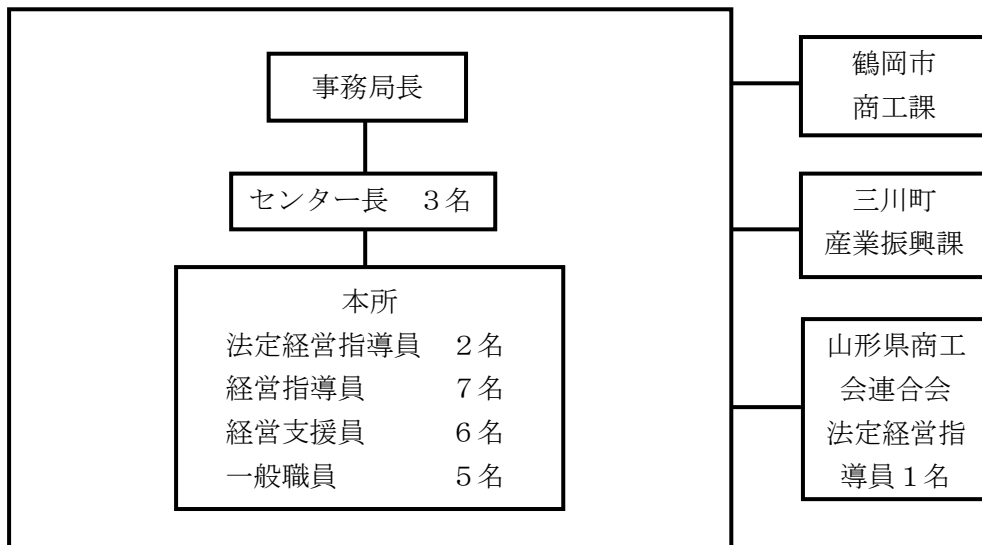 事務局長
センター長　３名
本所
法定経営指導員　２名
経営指導員　　　７名
経営支援員　　　６名
一般職員　　　　５名
鶴岡市
商工課
三川町
産業振興課
山形県商工
会連合会
法定経営指
導員１名